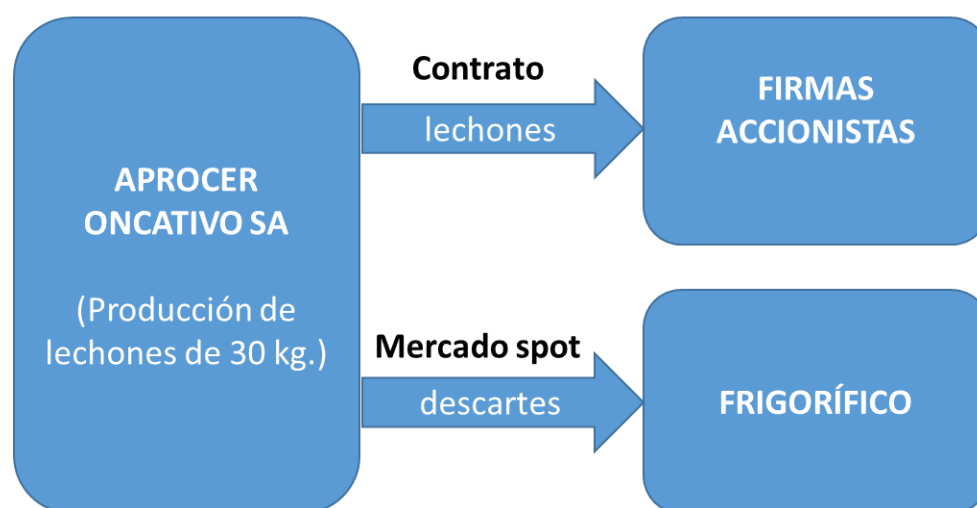 APROCER
ONCATIVO SA
(Producción de
lechones de 30 kg.)
Contrato
lechones
FIRMAS
ACCIONISTAS
Mercado spot
descartes
FRIGORÍFICO